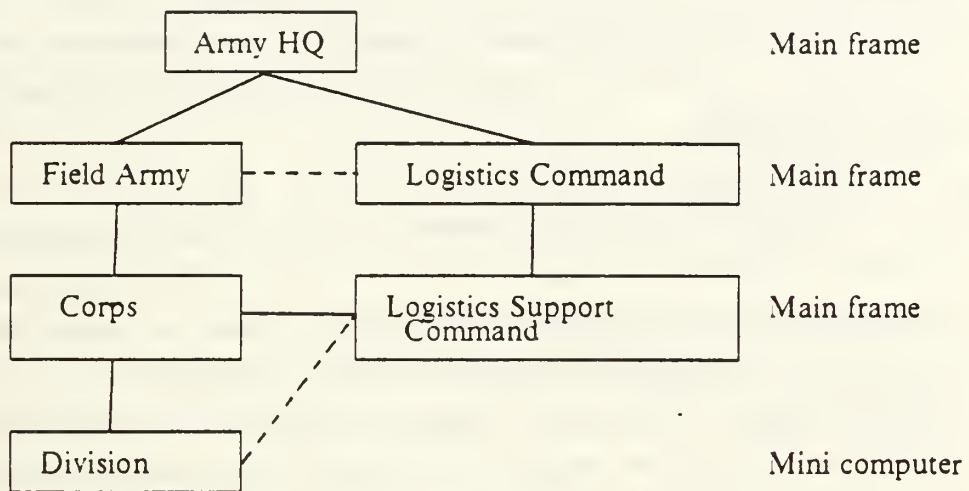 Army HQ Main frame
Field Army Logistics Command Main frame
Corps Logistics Support Main frame
Command
Division Mini computer